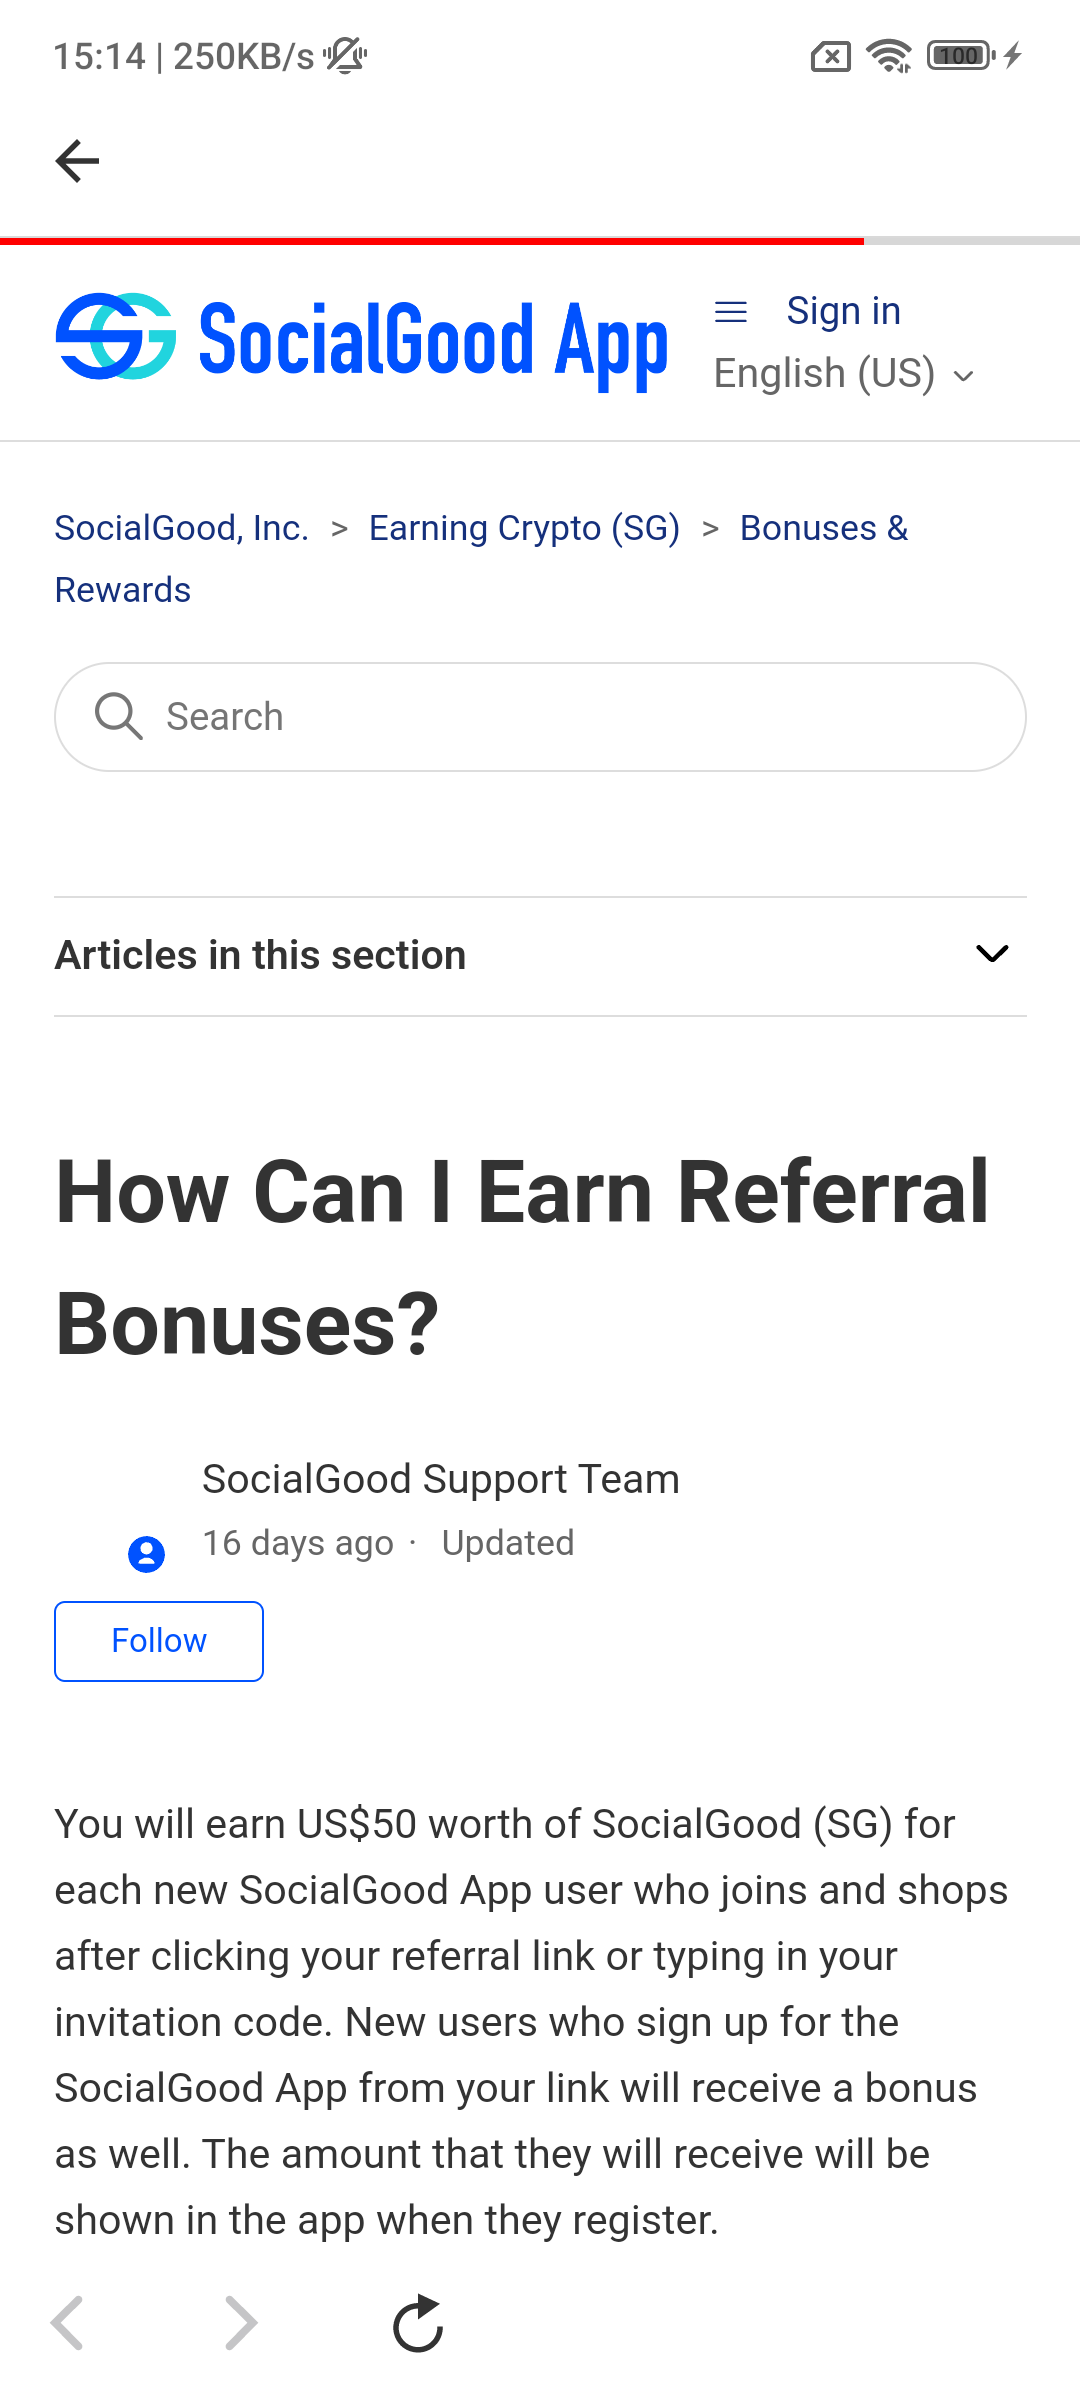 15:14 | 250KB/s
100
SocialGood App
Sign in
English (US)
SocialGood, Inc. > Earning Crypto (SG) > Bonuses &
Rewards
Search
Articles in this section
How Can I Earn Referral
Bonuses?
SocialGood Support Team
16 days ago · Updated
Follow
You will earn US$50 worth of SocialGood (SG) for
each new SocialGood App user who joins and shops
after clicking your referral link or typing in your
invitation code. New users who sign up for the
SocialGood App from your link will receive a bonus
as well. The amount that they will receive will be
shown in the app when they register.